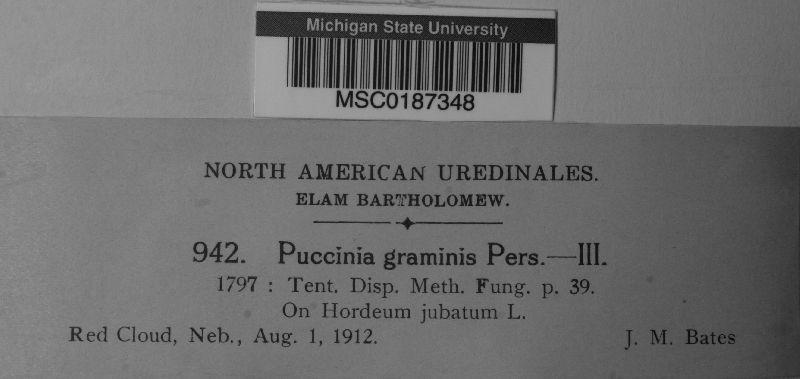 Michigan State University
MSC0187348
NORTH AMERICAN UREDINALES.
ELAM BARTHOLOMEW.
942. Puccinia graminis Pers.—III.
1797 : Tent. Disp. Meth. Fung. p. 39.
On Hordeum jubatum L.
Red Cloud, Neb., Aug. 1, 1912. J. M. Bates